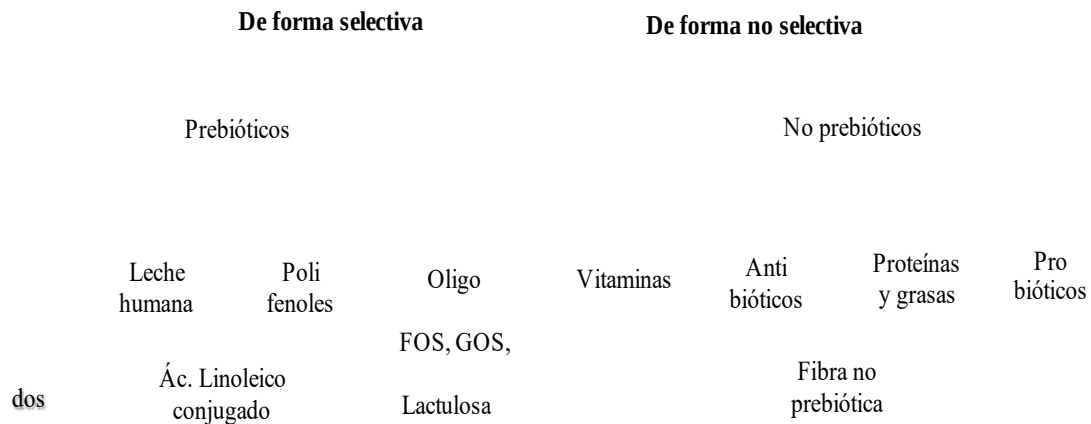 De forma selectiva
De forma no selectiva
Prebióticos
No prebióticos
Leche
humana
Poli
fenoles
Oligo
Vitaminas
Anti
bióticos
Proteínas
y grasas
Pro
bióticos
FOS, GOS,
Lactulosa
Ác. Linoleico
conjugado
Fibra no
prebiótica
dos